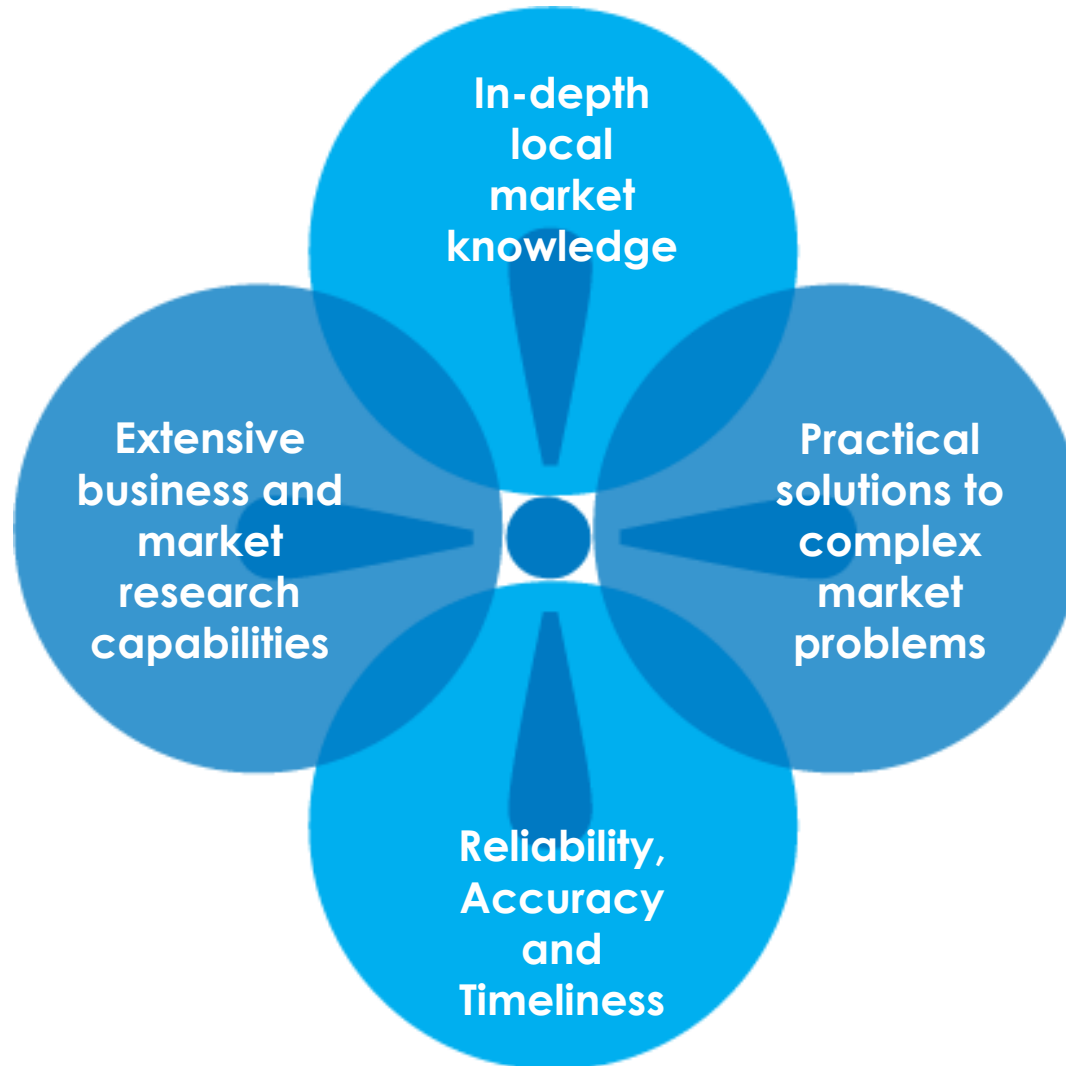 In-depth
local
market
knowledge
Extensive
business and
market
research
capabilities
Practical
solutions to
complex
market
problems
Reliability,
Accuracy
and
Timeliness